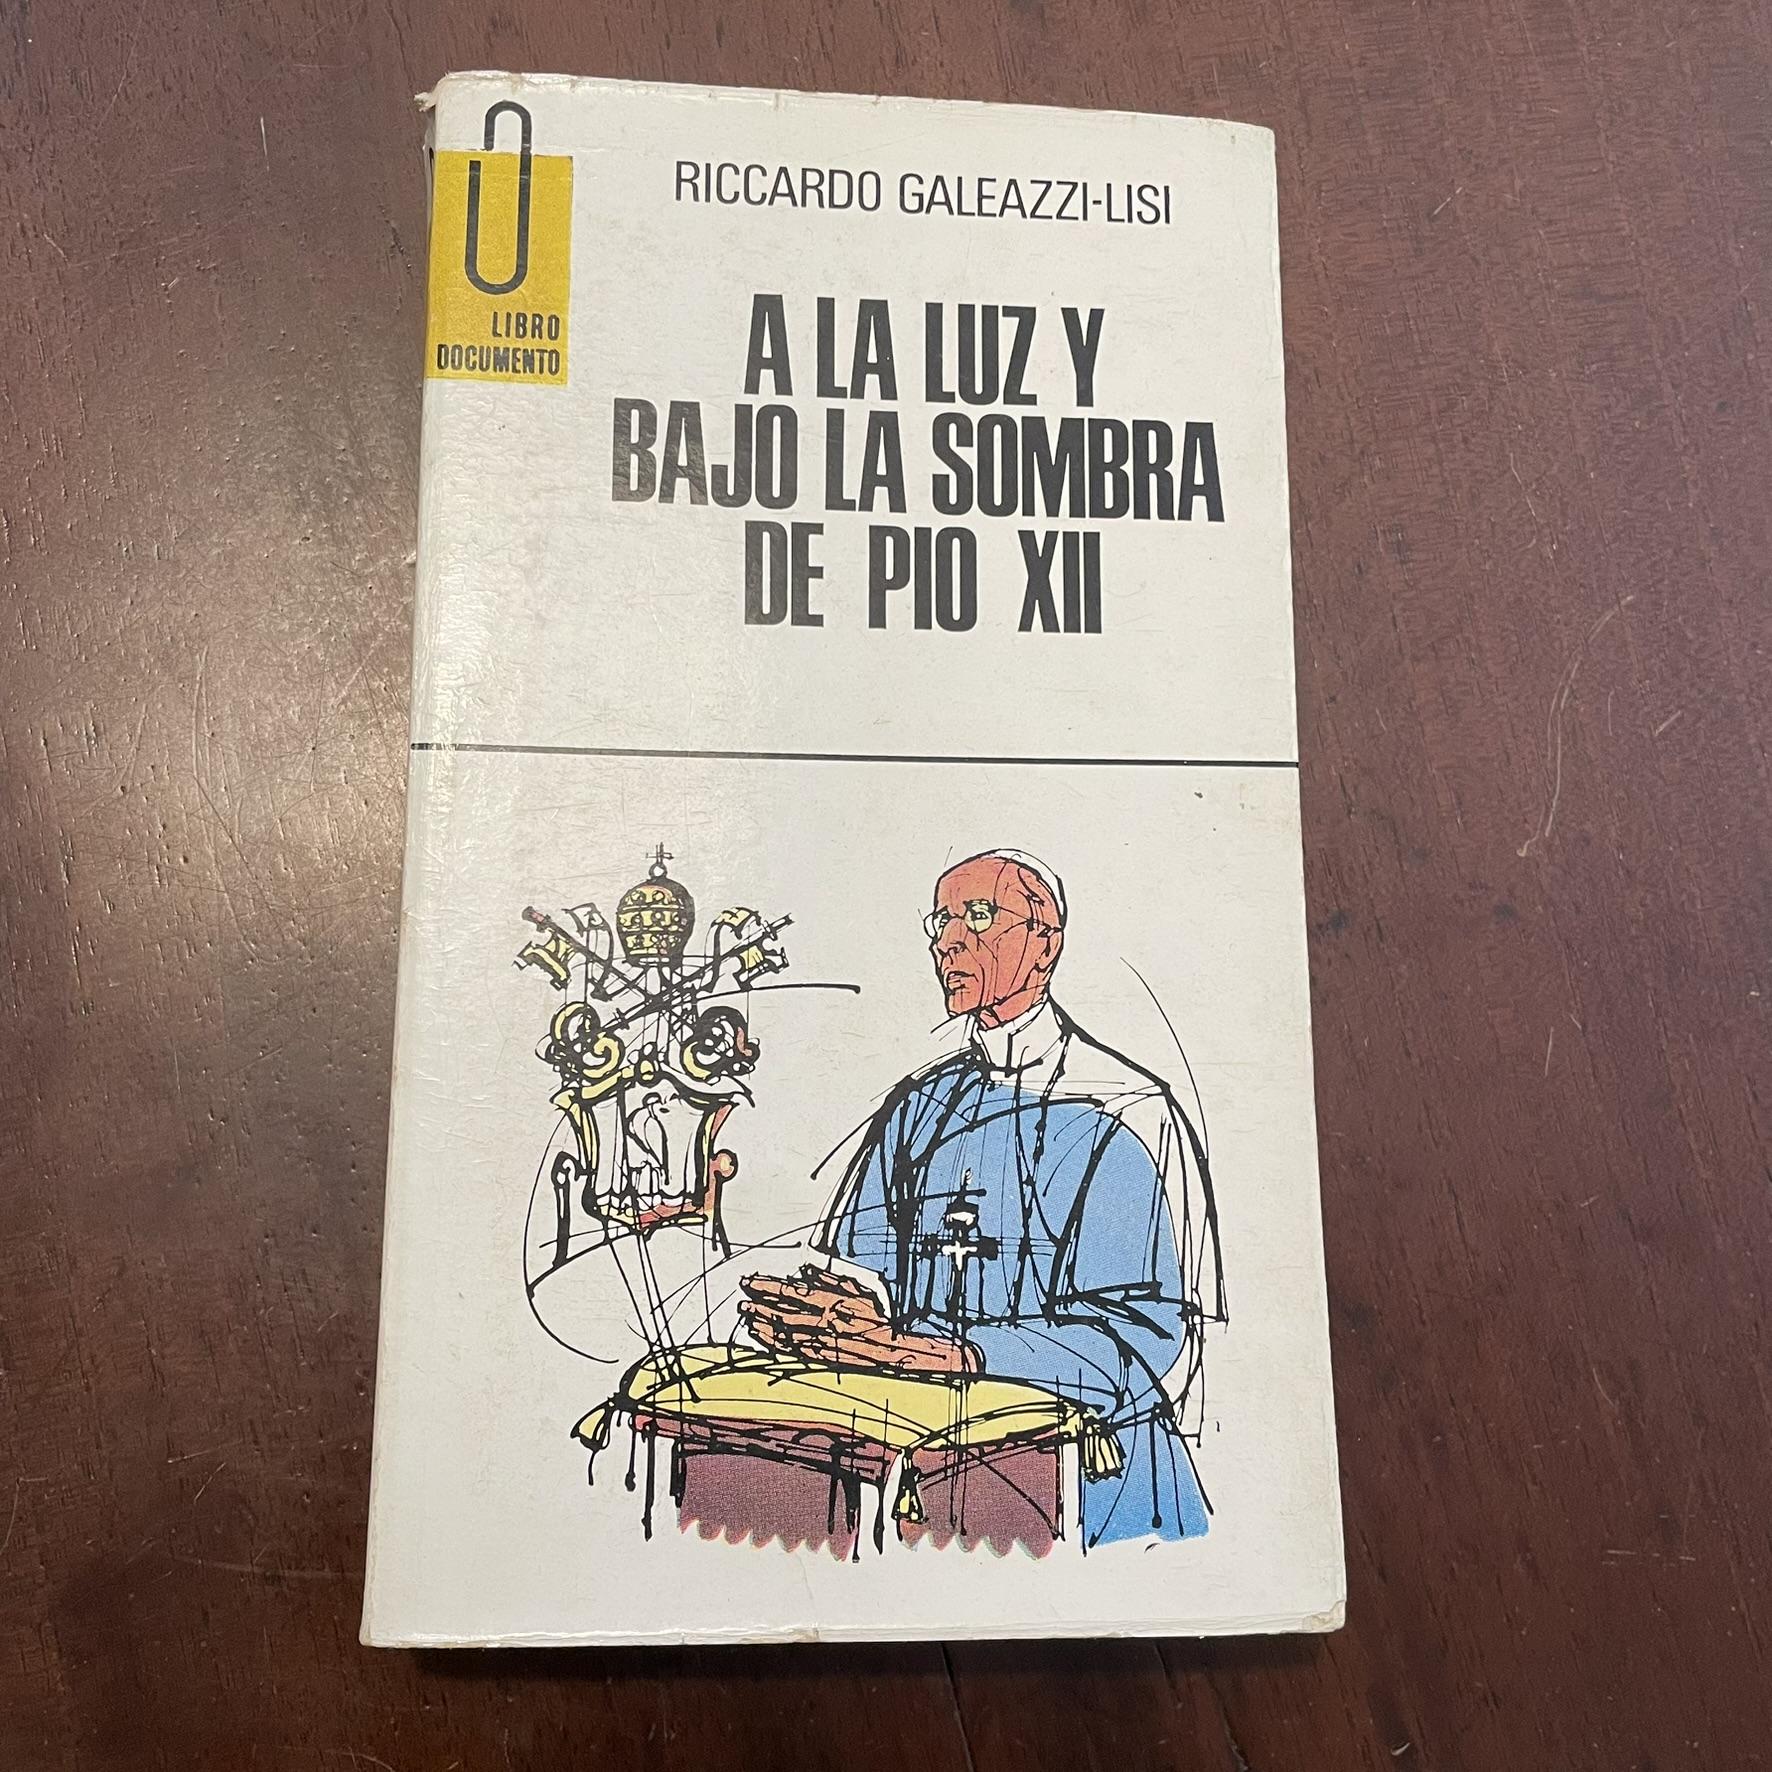 RICCARDO GALEAZZI-LISI
LIBRO
DOCUMENTO
A LA LUZ Y
BAJO LA SOMBRA
DE PIO XII